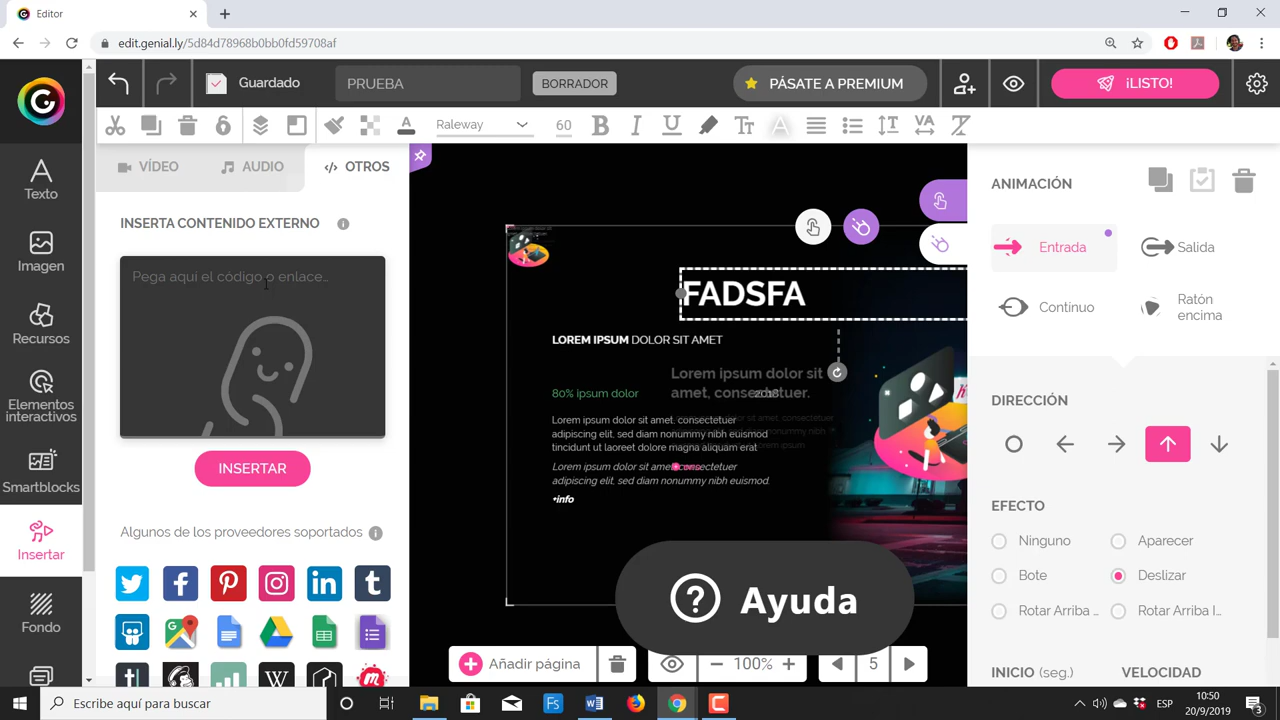 Editor
edit.genial.ly/5d84d78968b0bb0fd59708af
Guardado
PRUEBA
BORRADOR
PÁSATE A PREMIUM
¡LISTO!
Raleway
60
VÍDEO
AUDIO
OTROS
INSERTA CONTENIDO EXTERNO
Pega aquí el código o enlace...
INSERTAR
Algunos de los proveedores soportados
Texto
Imagen
Recursos
Elementos
interactivos
Smartblocks
Insertar
Fondo
FADSFA
LOREM IPSUM DOLOR SIT AMET
Lorem ipsum dolor sit
amet, consectetuer.
80% ipsum dolor
Lorem ipsum dolor sit amet, consectetuer
adipiscing elit, sed diam nonummy nibh euismod
tincidunt ut laoreet dolore magna aliquam erat
Lorem ipsum dolor sit amet consectetuer
adipiscing elit, sed diam nonummy nibh euismod.
+info
Ayuda
Añadir página
100%
5
ANIMACIÓN
Entrada
Salida
Contínuo
Ratón
encima
DIRECCIÓN
EFECTO
Ninguno
Aparecer
Bote
Deslizar
Rotar Arriba ...
Rotar Arriba I...
INICIO (seg.)
VELOCIDAD
Escribe aquí para buscar
ESP
10:50
20/9/2019
3